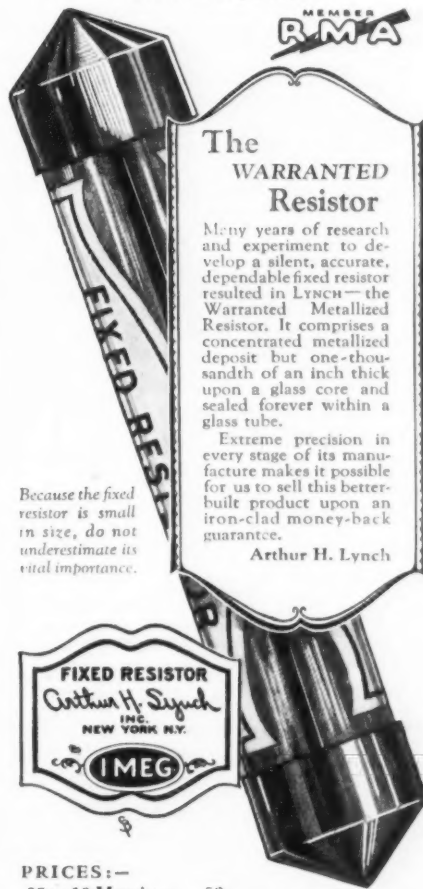 MEMBER
RMA
The
WARRANTED
Resistor
Many years of research
and experiment to de-
velop a silent, accurate,
dependable fixed resistor
resulted in LYNCH—the
Warranted Metallized
Resistor. It comprises a
concentrated metallized
deposit but one-thou-
sandth of an inch thick
upon a glass core and
sealed forever within a
glass tube.
Extreme precision in
every stage of its manu-
facture makes it possible
for us to sell this better-
built product upon an
iron-clad money-back
guarantee.
Arthur H. Lynch
FIXED RESI
OR
Because the fixed
resistor is small
in size, do not
underestimate its
vital importance.
FIXED RESISTOR
Arthur H. Lynch
INC.
NEW YORK N.Y.
1 MEG
PRICES:—